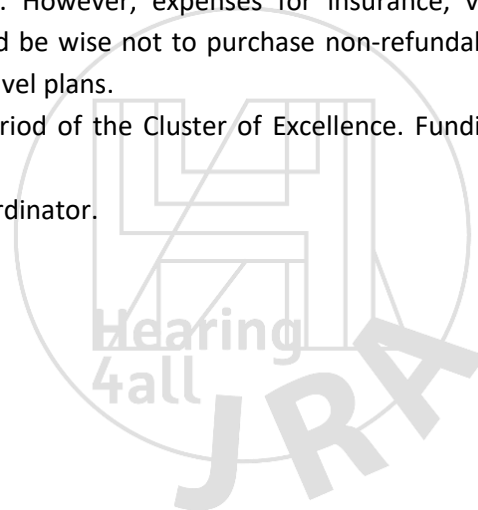 . However, expenses for insurance, v
d be wise not to purchase non-refundal
vel plans.
riod of the Cluster of Excellence. Fundi
rdinator.
Hearing
4all
JRA